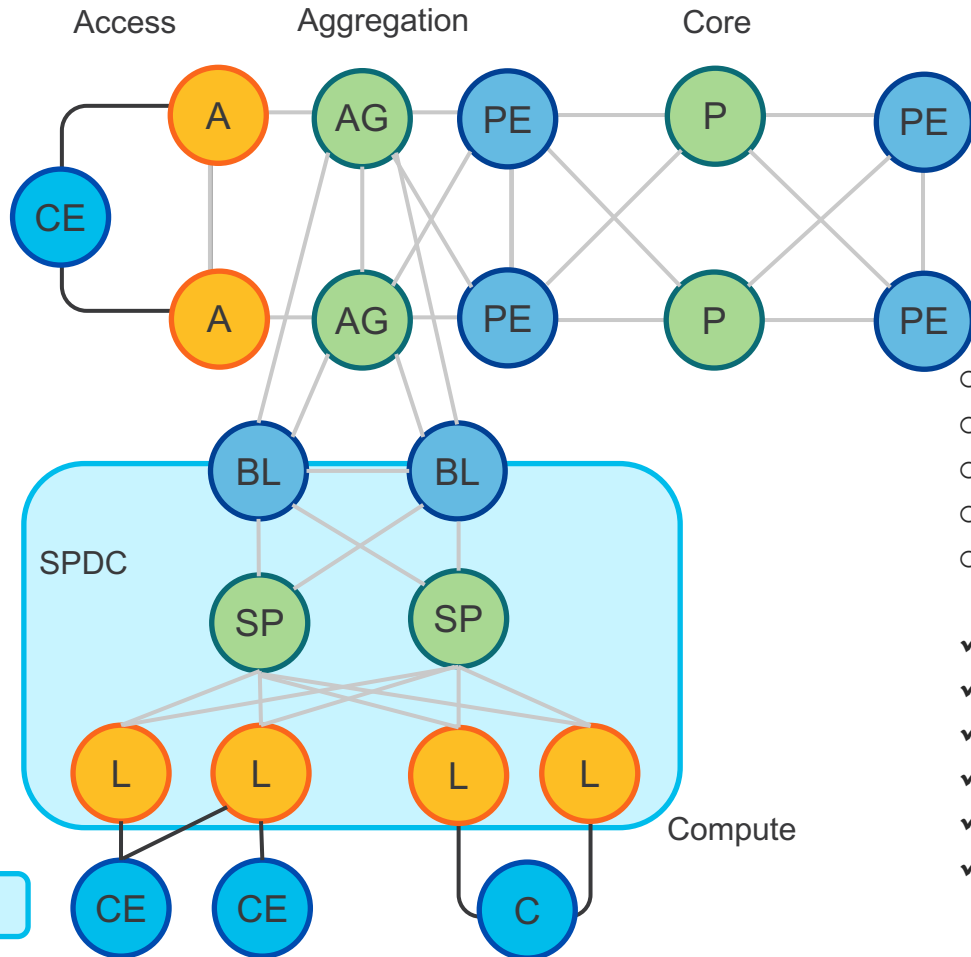 Access Aggregation Core
A AG PE P PE
CE
A AG PE P PE
BL BL
SPDC
SP SP
L L L L
Compute
CE CE C